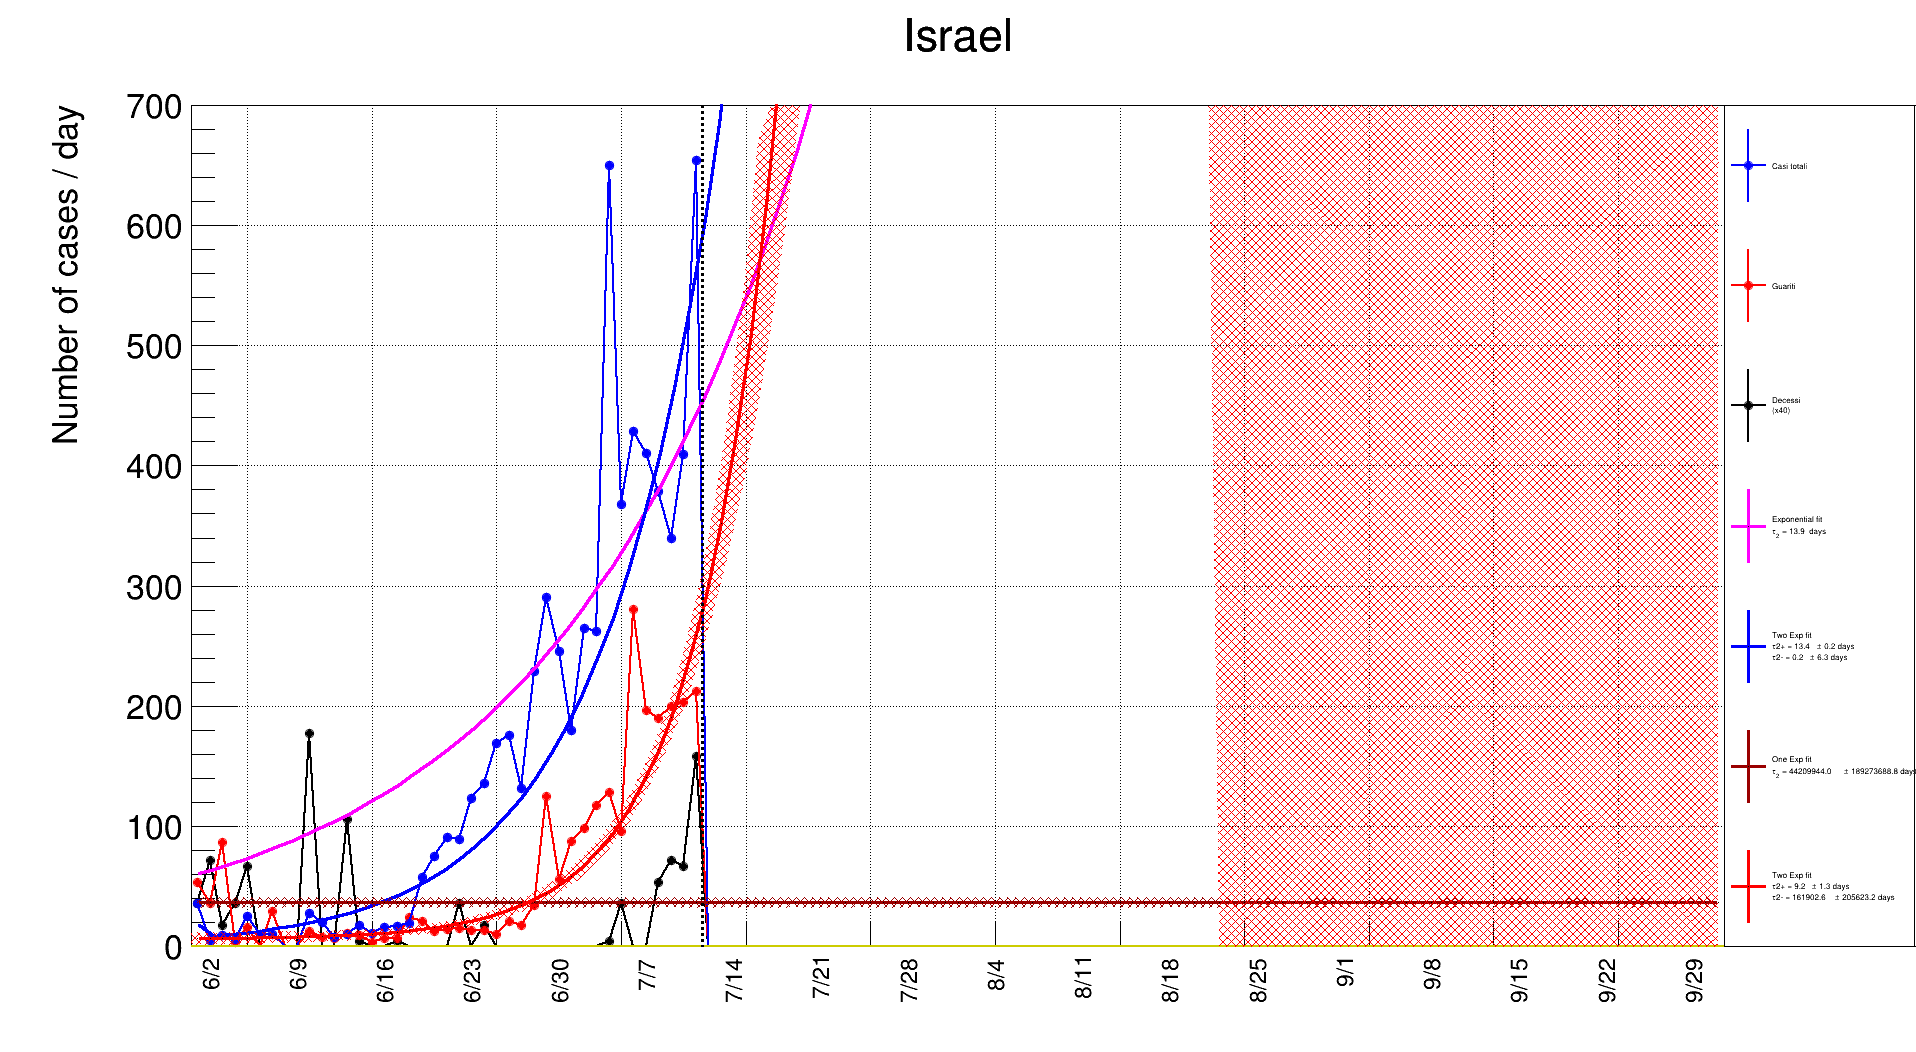 Israel
Number of cases / day
700
600
500
400
300
200
100
0
6/2 6/9 6/16 6/23 6/30 7/7 7/14 7/21 7/28 8/4 8/11 8/18 8/25 9/1 9/8 9/15 9/22 9/29
Casi totali
Guariti
Decessi
(x40)
Exponential fit
τ2 = 13.9 days
Two Exp fit
τ2+ = 13.4 ± 0.2 days
τ2- = 0.2 ± 6.3 days
One Exp fit
τ2 = 44209944.0 ± 189273688.8 days
Two Exp fit
τ2+ = 9.2 ± 1.3 days
τ2- = 161902.6 ± 205623.2 days